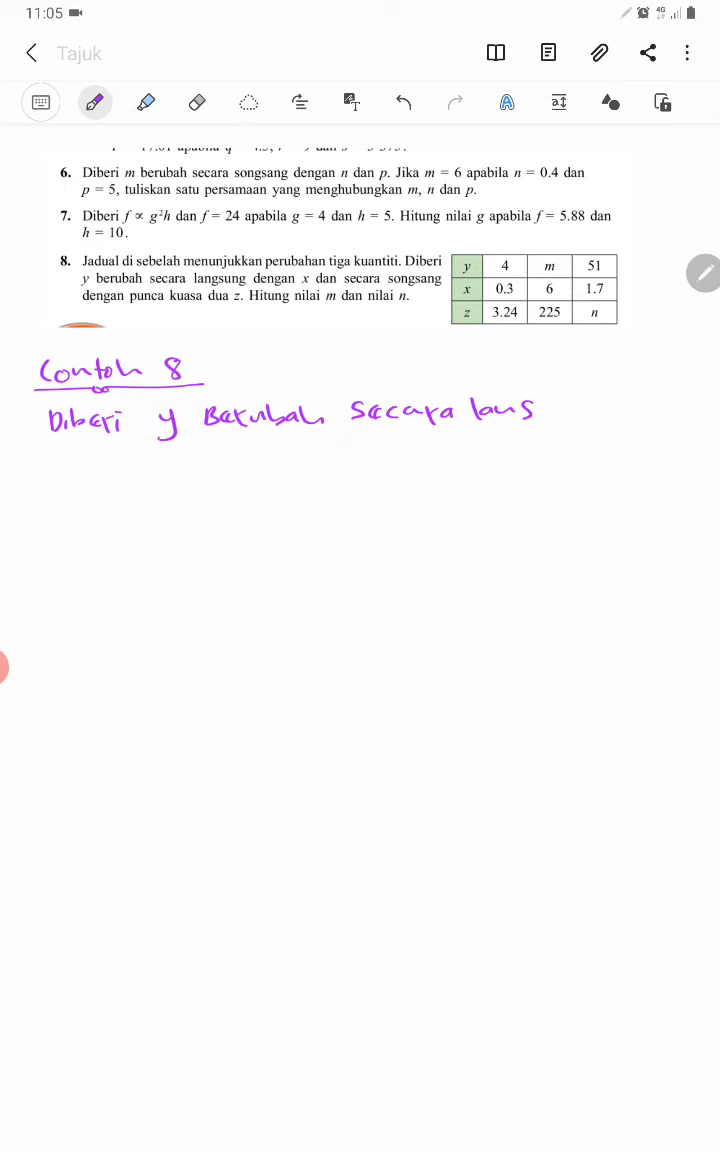 11:05
4G
Tajuk
6. Diberi m berubah secara songsang dengan n dan p. Jika m = 6 apabila n = 0.4 dan
p = 5, tuliskan satu persamaan yang menghubungkan m, n dan p.
7. Diberi f ∝ g²h dan f = 24 apabila g = 4 dan h = 5. Hitung nilai g apabila f = 5.88 dan
h = 10.
8. Jadual di sebelah menunjukkan perubahan tiga kuantiti. Diberi
y berubah secara langsung dengan x dan secara songsang
dengan punca kuasa dua z. Hitung nilai m dan nilai n.
y 4 m 51
x 0.3 6 1.7
z 3.24 225 n
Contoh 8
Diberi y Berubah secara lans